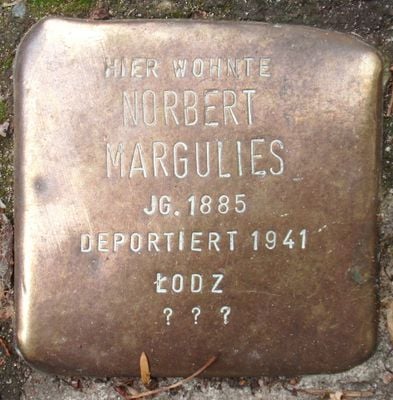 HIER WOHNTE
NORBERT
MARGULIES
JG. 1885
DEPORTIERT 1941
ŁODZ
? ? ?